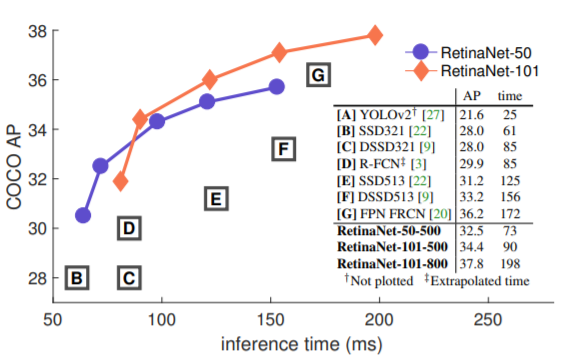 38
36
34
32
30
28
COCO AP
50
100
150
200
250
inference time (ms)
B
C
D
E
F
G
RetinaNet-50
RetinaNet-101
AP time
[A] YOLOv2† [27] 21.6 25
[B] SSD321 [22] 28.0 61
[C] DSSD321 [9] 28.0 85
[D] R-FCN‡ [3] 29.9 85
[E] SSD513 [22] 31.2 125
[F] DSSD513 [9] 33.2 156
[G] FPN FRCN [20] 36.2 172
RetinaNet-50-500 32.5 73
RetinaNet-101-500 34.4 90
RetinaNet-101-800 37.8 198
†Not plotted ‡Extrapolated time